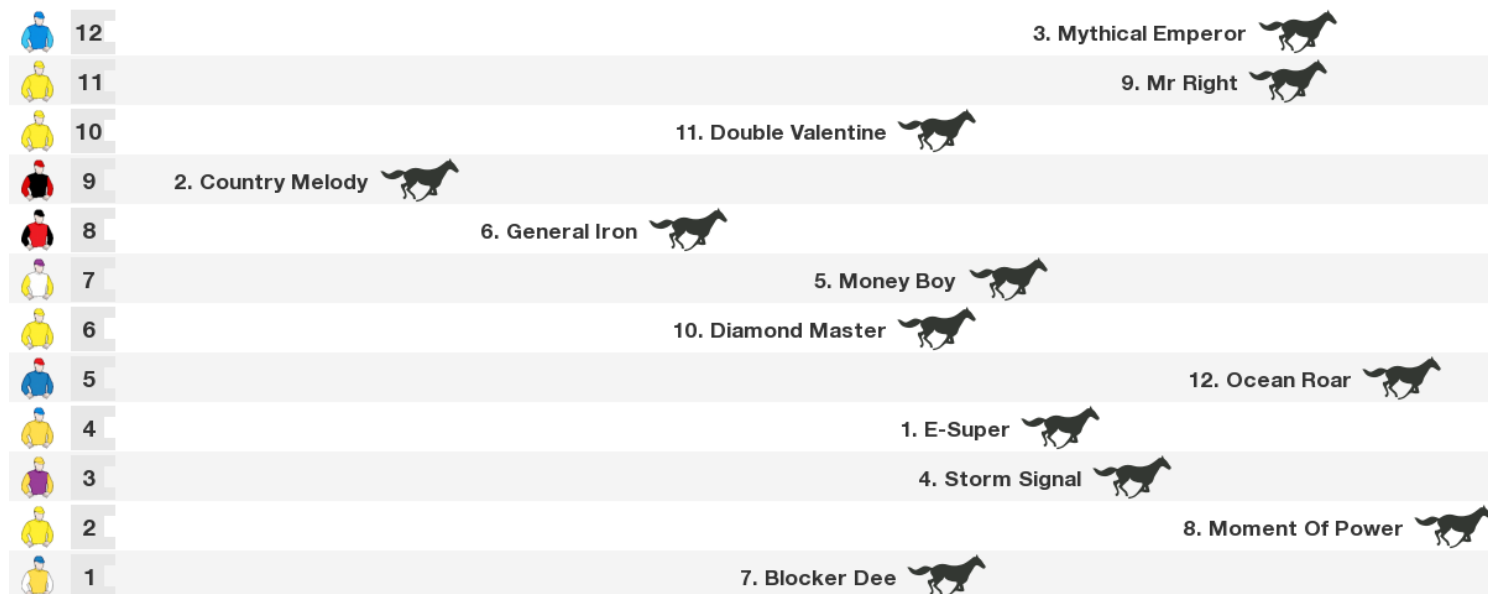 12 3. Mythical Emperor
11 9. Mr Right
10 11. Double Valentine
9 2. Country Melody
8 6. General Iron
7 5. Money Boy
6 10. Diamond Master
5 12. Ocean Roar
4 1. E-Super
3 4. Storm Signal
2 8. Moment Of Power
1 7. Blocker Dee